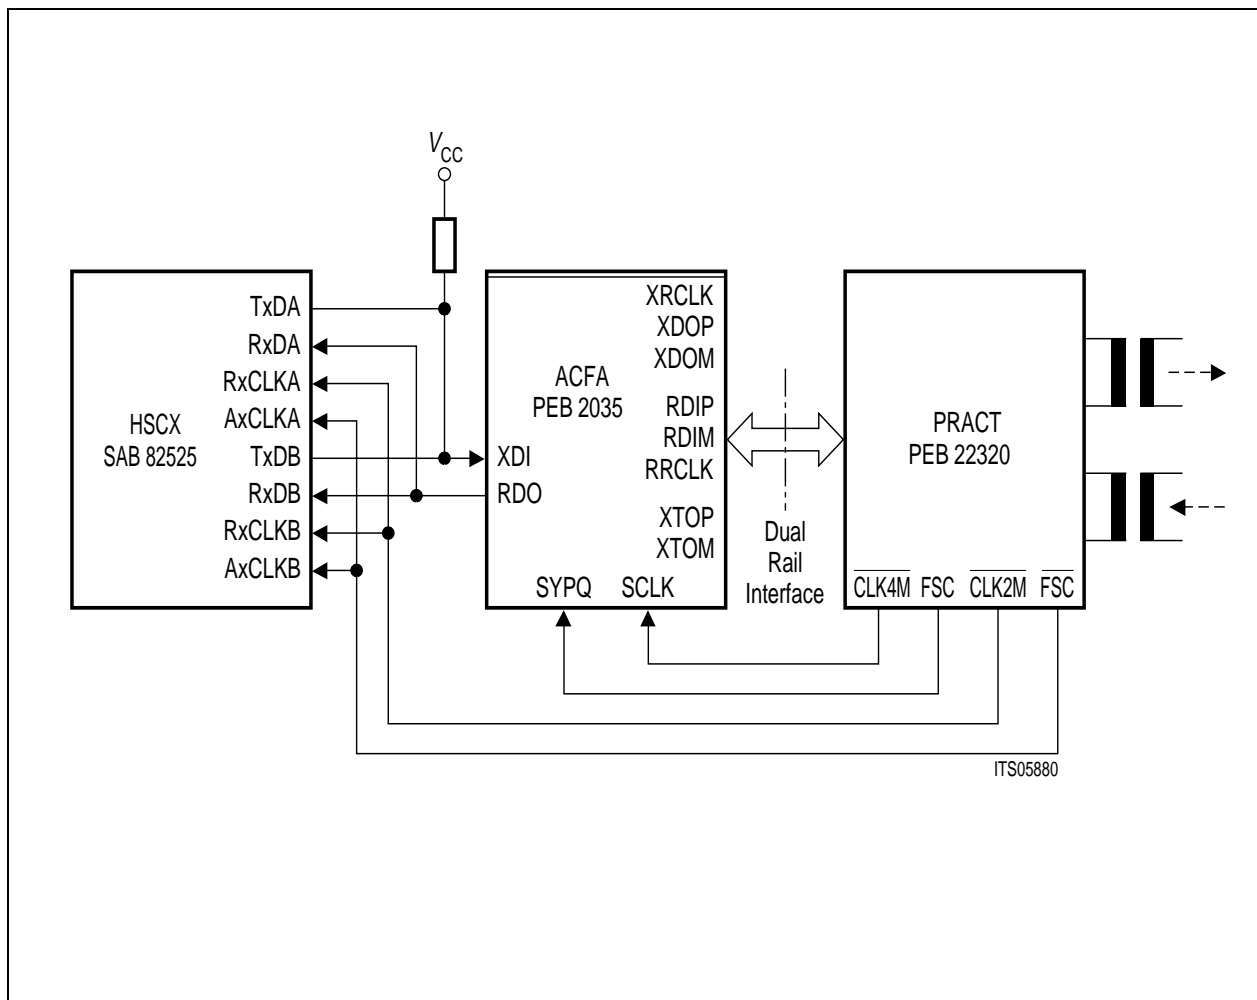 VCC
TxDA
RxDA
RxCLKA
AxCLKA
TxDB
RxDB
RxCLKB
AxCLKB
HSCX
SAB 82525
ACFA
PEB 2035
XDI
RDO
XRCLK
XDOP
XDOM
RDIP
RDIM
RRCLK
XTOP
XTOM
SYPQ SCLK
Dual
Rail
Interface
PRACT
PEB 22320
CLK4M FSC CLK2M FSC
ITS05880